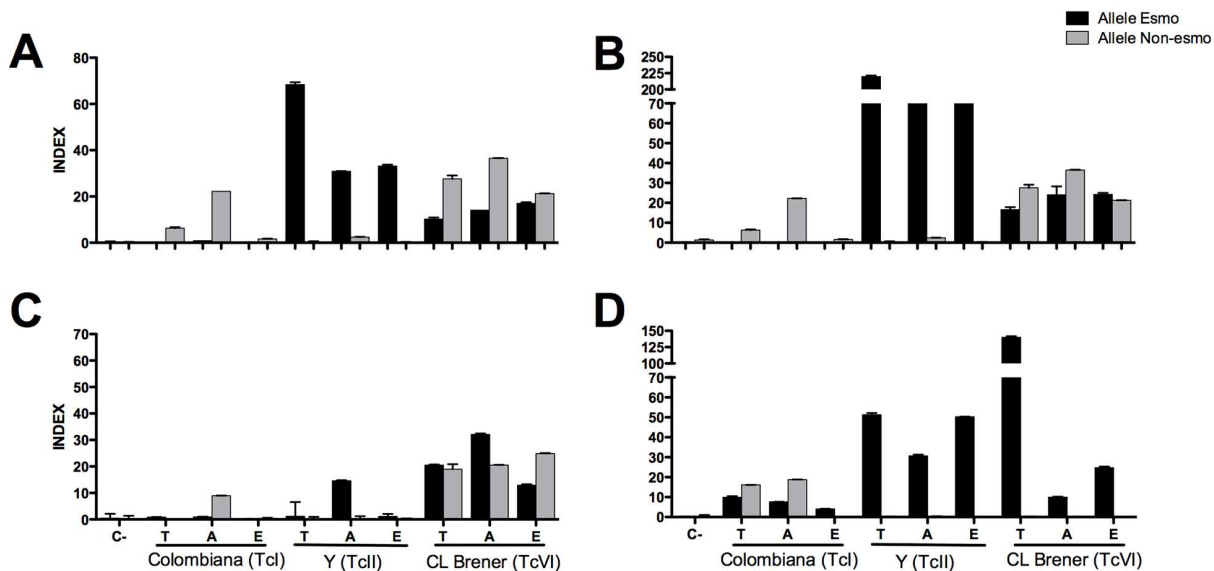 Allele Esmo
Allele Non-esmo
A
INDEX
80
60
40
20
0
B
250
225
200
70
60
50
40
30
20
10
0
C
INDEX
70
60
50
40
30
20
10
0
C- T A E T A E T A E
Colombiana (TcI) Y (TcII) CL Brener (TcVI)
D
150
125
100
70
60
50
40
30
20
10
0
C- T A E T A E T A E
Colombiana (TcI) Y (TcII) CL Brener (TcVI)